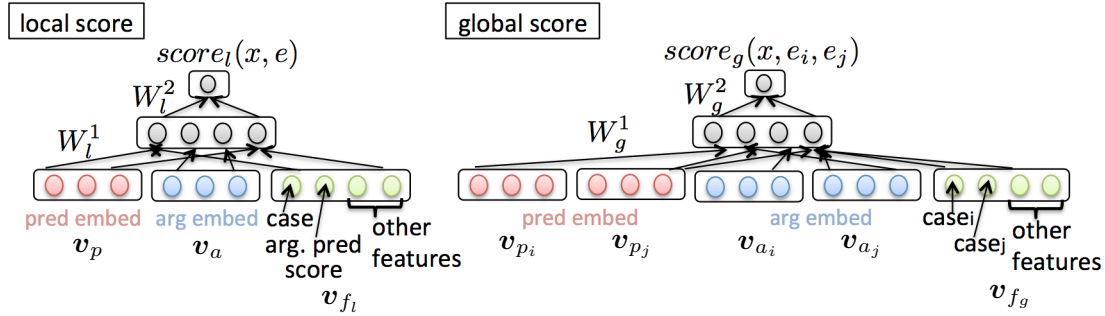 local score
score_l(x, e)
W_l^2
W_l^1
pred embed
arg embed
case
arg. pred
score
other
features
v_p
v_a
v_{f_l}
global score
score_g(x, e_i, e_j)
W_g^2
W_g^1
pred embed
arg embed
case_i
case_j
other
features
v_{p_i}
v_{p_j}
v_{a_i}
v_{a_j}
v_{f_g}